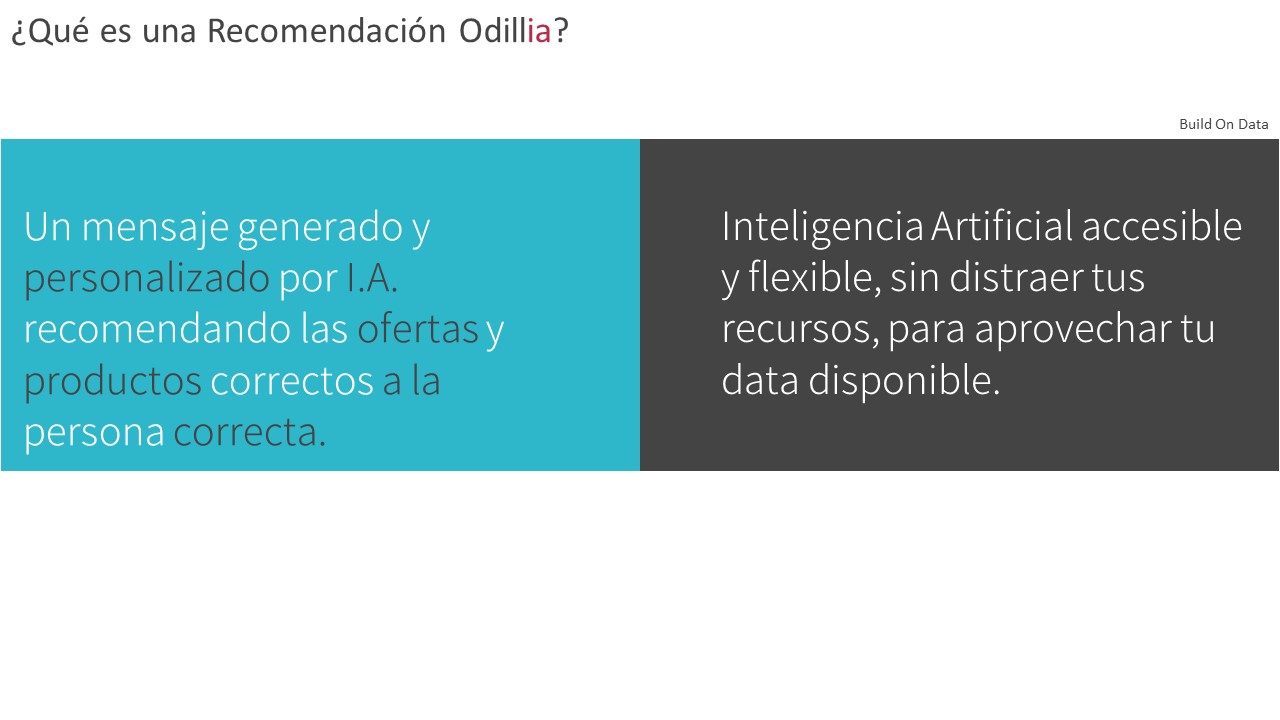 ¿Qué es una Recomendación Odillia?
Build On Data
Un mensaje generado y
personalizado por I.A.
recomendando las ofertas y
productos correctos a la
persona correcta.
Inteligencia Artificial accesible
y flexible, sin distraer tus
recursos, para aprovechar tu
data disponible.